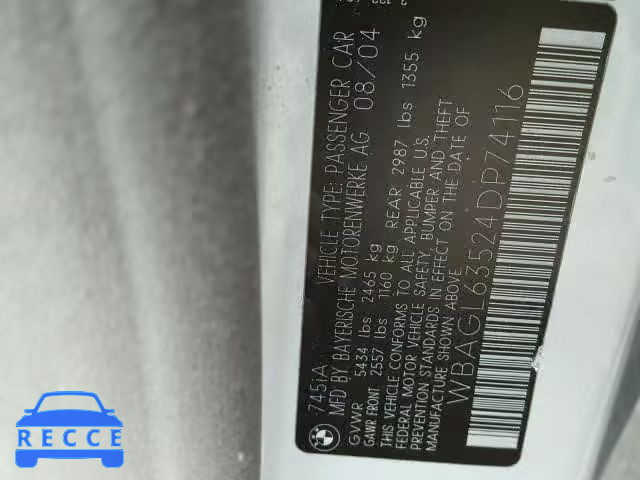 745iA VEHICLE TYPE: PASSENGER CAR
MFD BY BAYERISCHE MOTORENWERKE AG 08/04
GVWR 5434 lbs 2465 kg
GAWR FRONT 2557 lbs 1160 kg REAR 2987 lbs 1355 kg
THIS VEHICLE CONFORMS TO ALL APPLICABLE U.S.
FEDERAL MOTOR VEHICLE SAFETY, BUMPER AND THEFT
PREVENTION STANDARDS IN EFFECT ON THE DATE OF
MANUFACTURE SHOWN ABOVE
WBAGL63524DP74116
RECCE